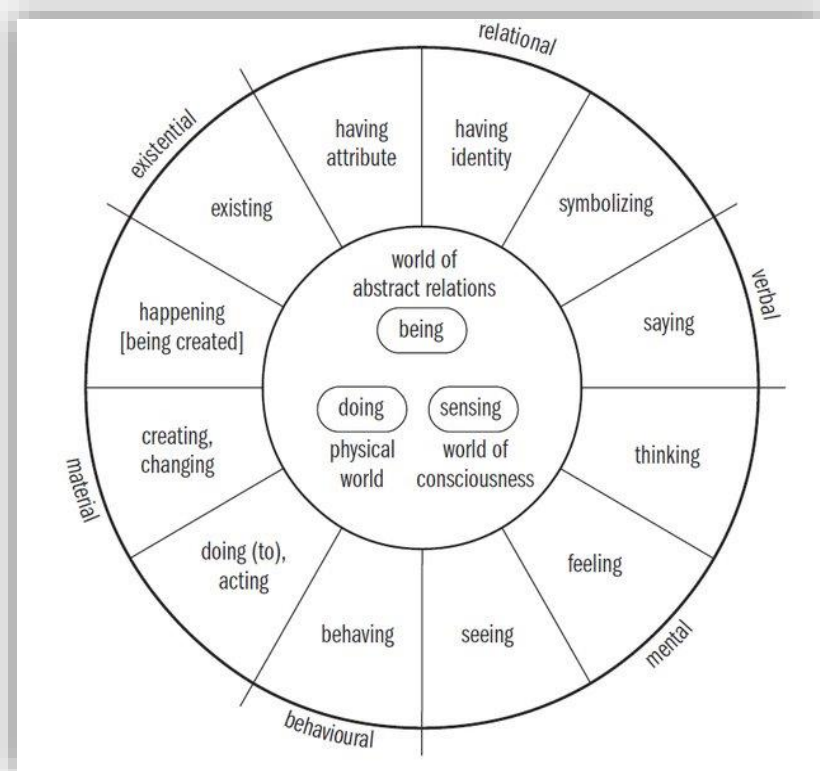 relational
existential
having
attribute
having
identity
existing
symbolizing
world of
abstract relations
being
verbal
happening
[being created]
saying
doing
sensing
physical
world
world of
consciousness
creating,
changing
thinking
material
doing (to),
acting
feeling
behaving
seeing
mental
behavioural